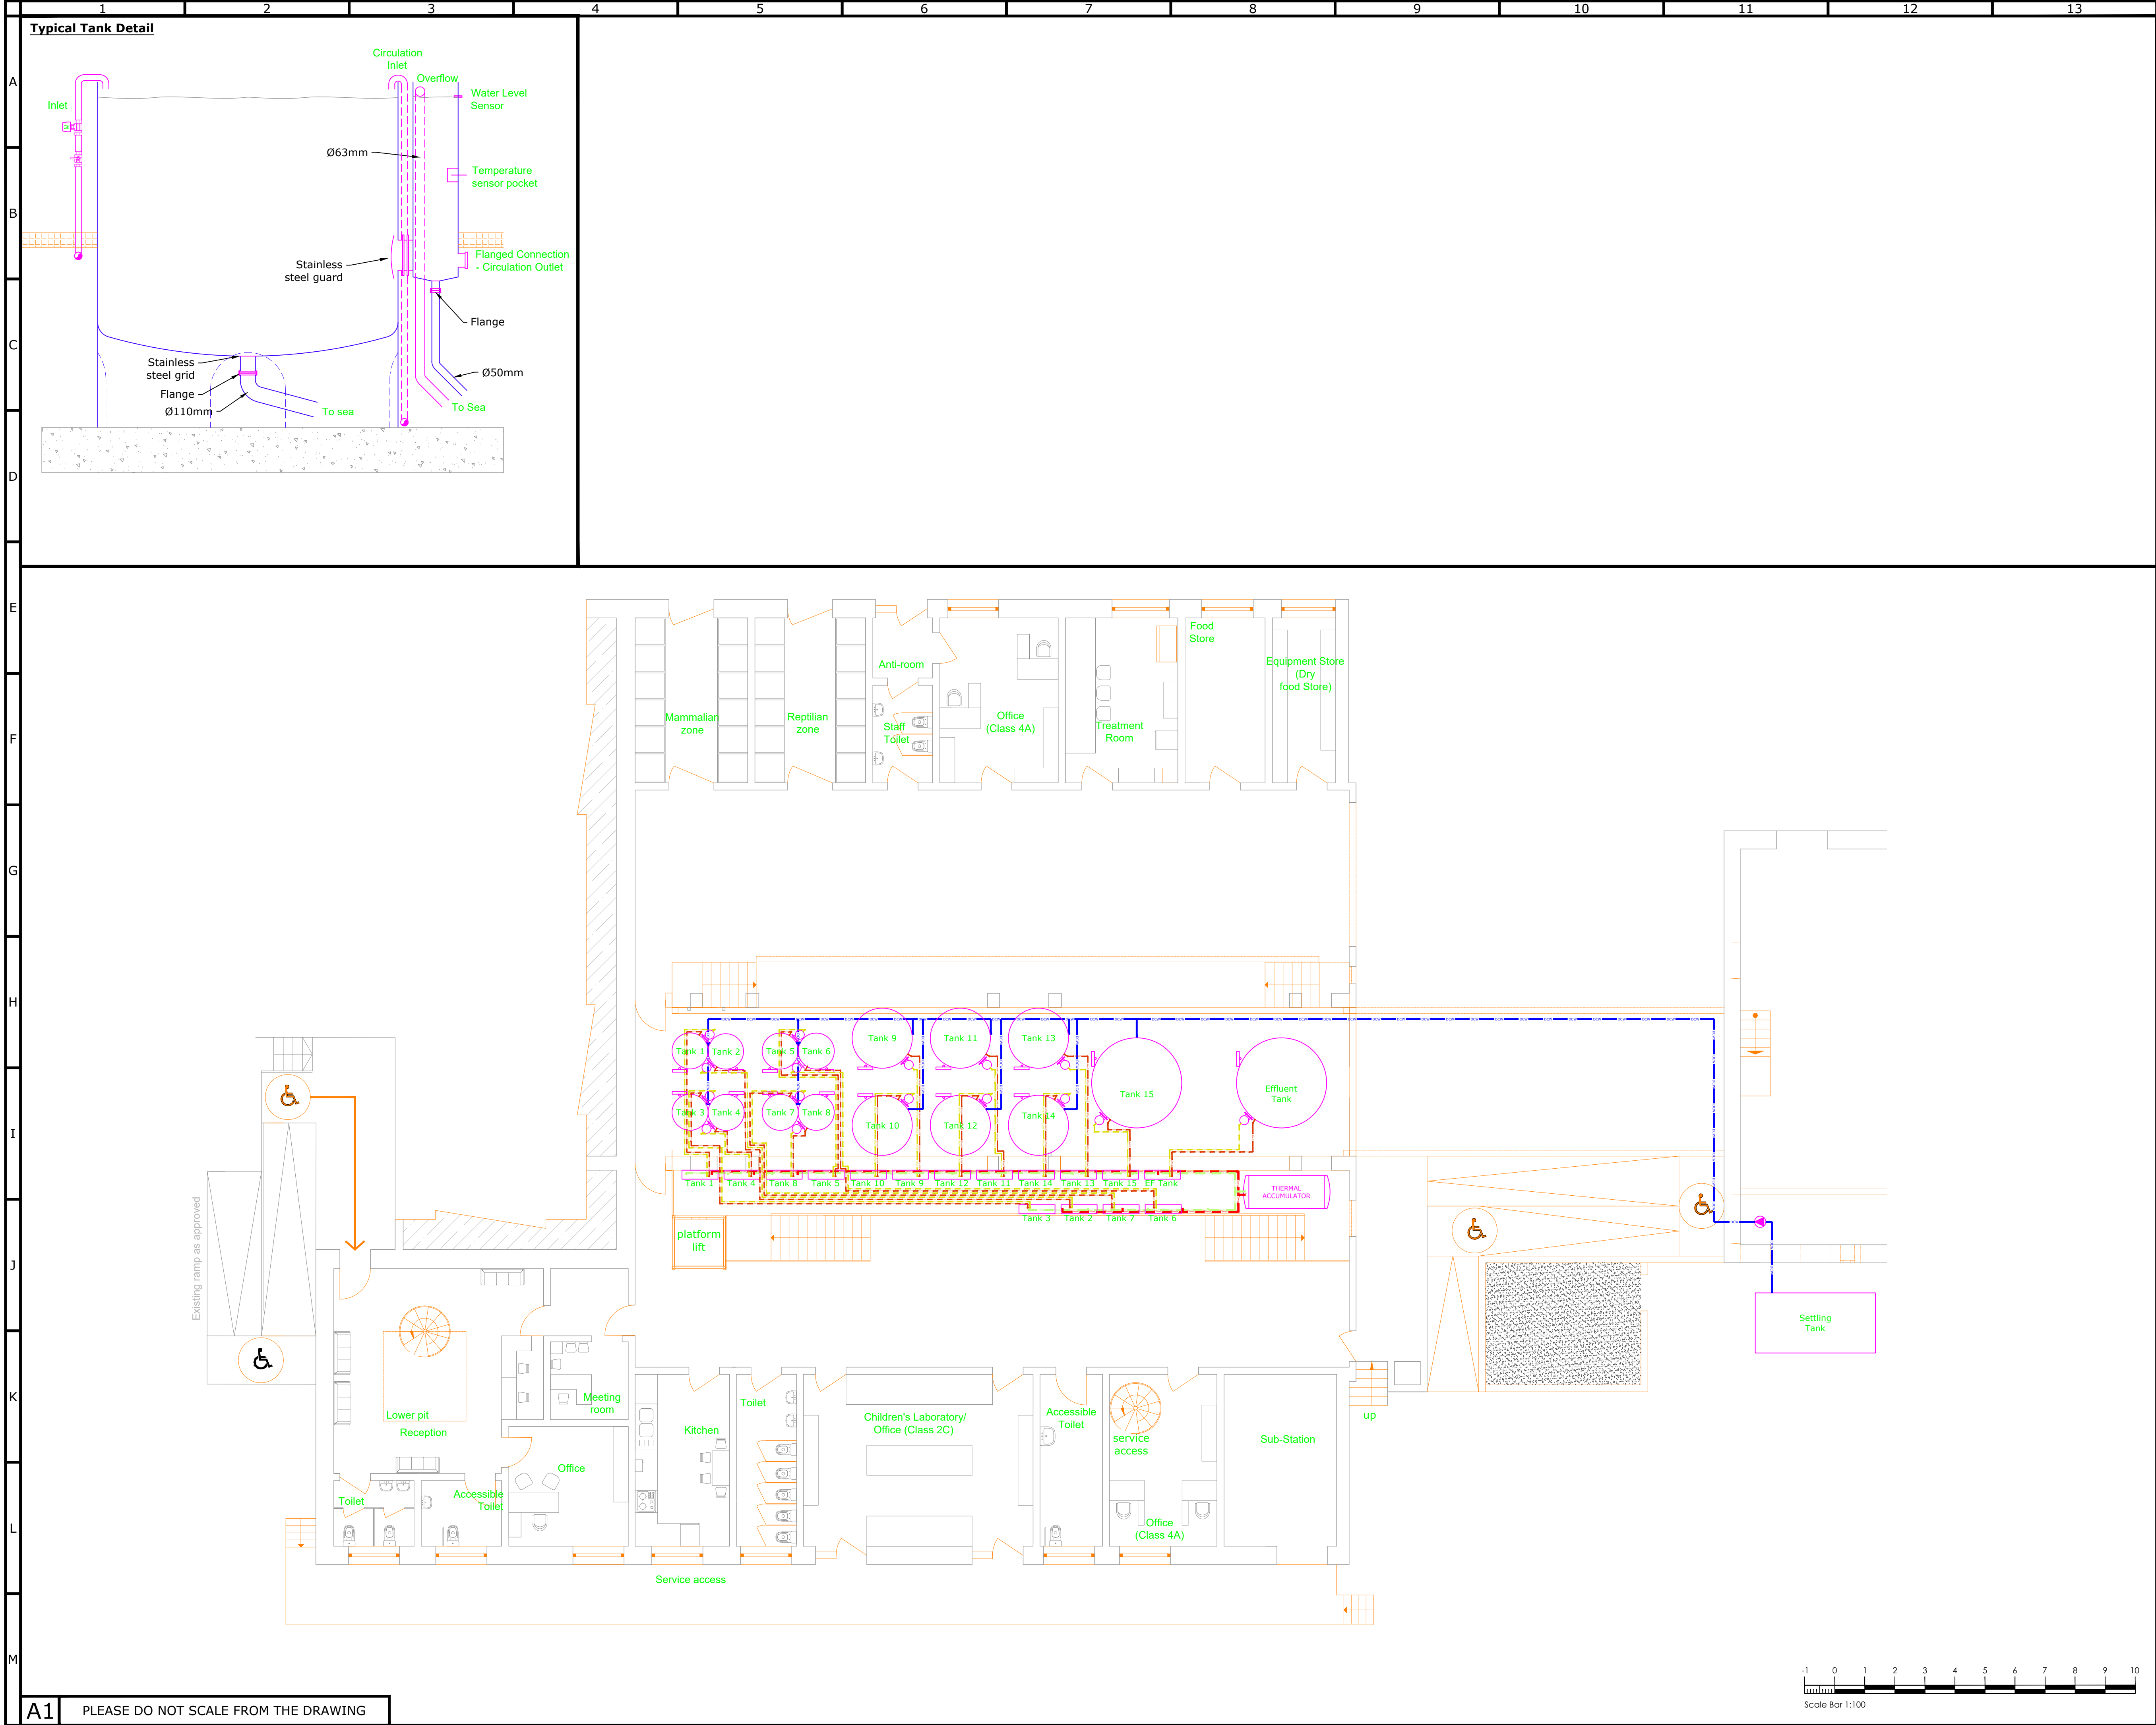 1 2 3 4 5 6 7 8 9 10 11 12 13
A
B
C
D
E
F
G
H
I
J
K
L
M
Typical Tank Detail
Circulation
Inlet
Overflow
Inlet
Water Level
Sensor
Ø63mm
Temperature
sensor pocket
Stainless
steel guard
Flanged Connection
- Circulation Outlet
Flange
Stainless
steel grid
Flange
Ø110mm
To sea
Ø50mm
To Sea
Mammalian
zone
Reptilian
zone
Anti-room
Staff
Toilet
Office
(Class 4A)
Treatment
Room
Food
Store
Equipment Store
(Dry
food Store)
Tank 1
Tank 2
Tank 5
Tank 6
Tank 9
Tank 11
Tank 13
Tank 3
Tank 4
Tank 7
Tank 8
Tank 10
Tank 12
Tank 14
Tank 15
Effluent
Tank
Tank 1
Tank 4
Tank 8
Tank 5
Tank 10
Tank 9
Tank 12
Tank 11
Tank 14
Tank 13
Tank 15
EF Tank
THERMAL
ACCUMULATOR
Tank 3
Tank 2
Tank 7
Tank 6
platform
lift
Existing ramp as approved
Settling
Tank
Lower pit
Reception
Meeting
room
Toilet
Accessible
Toilet
Office
Kitchen
Toilet
Children's Laboratory/
Office (Class 2C)
Accessible
Toilet
service
access
Office
(Class 4A)
Sub-Station
up
Service access
-1 0 1 2 3 4 5 6 7 8 9 10
Scale Bar 1:100
A1
PLEASE DO NOT SCALE FROM THE DRAWING